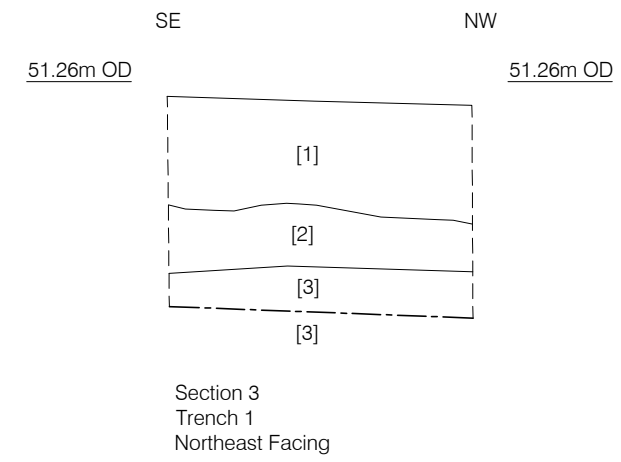 SE NW
51.26m OD 51.26m OD
[1]
[2]
[3]
[3]
Section 3
Trench 1
Northeast Facing